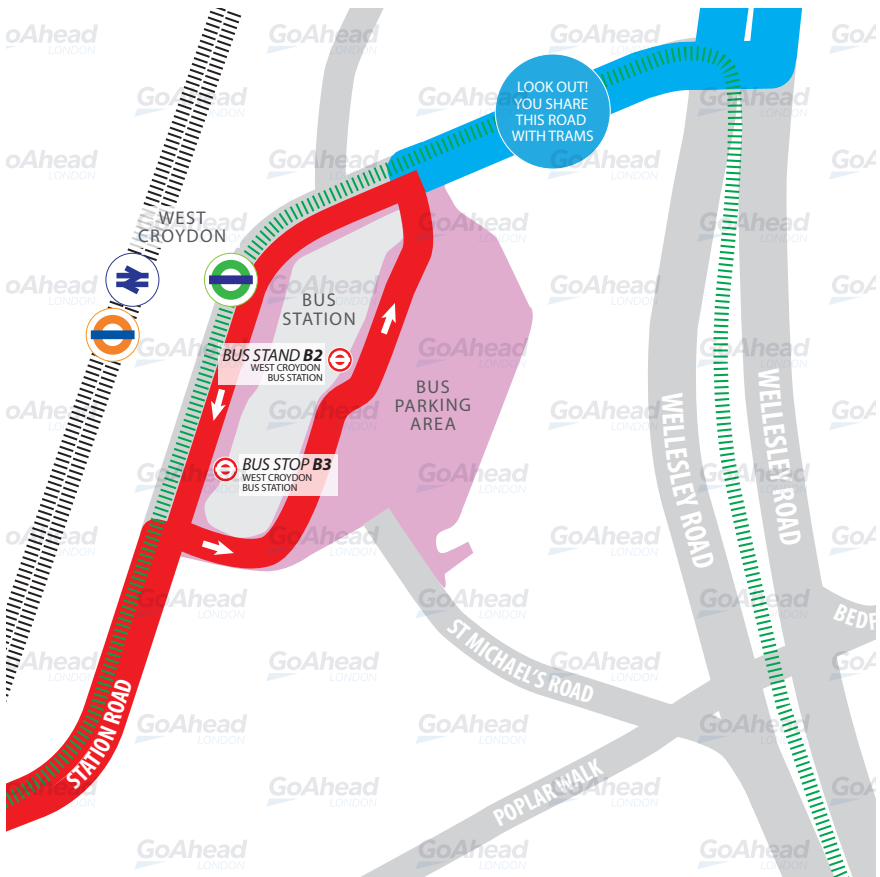 LOOK OUT!
YOU SHARE
THIS ROAD
WITH TRAMS
WEST
CROYDON
BUS
STATION
BUS STAND B2
WEST CROYDON
BUS STATION
BUS
PARKING
AREA
BUS STOP B3
WEST CROYDON
BUS STATION
WELLESLEY ROAD
WELLESLEY ROAD
BEDF
ST MICHAEL'S ROAD
STATION ROAD
POPLAR WALK
GoAhead
LONDON